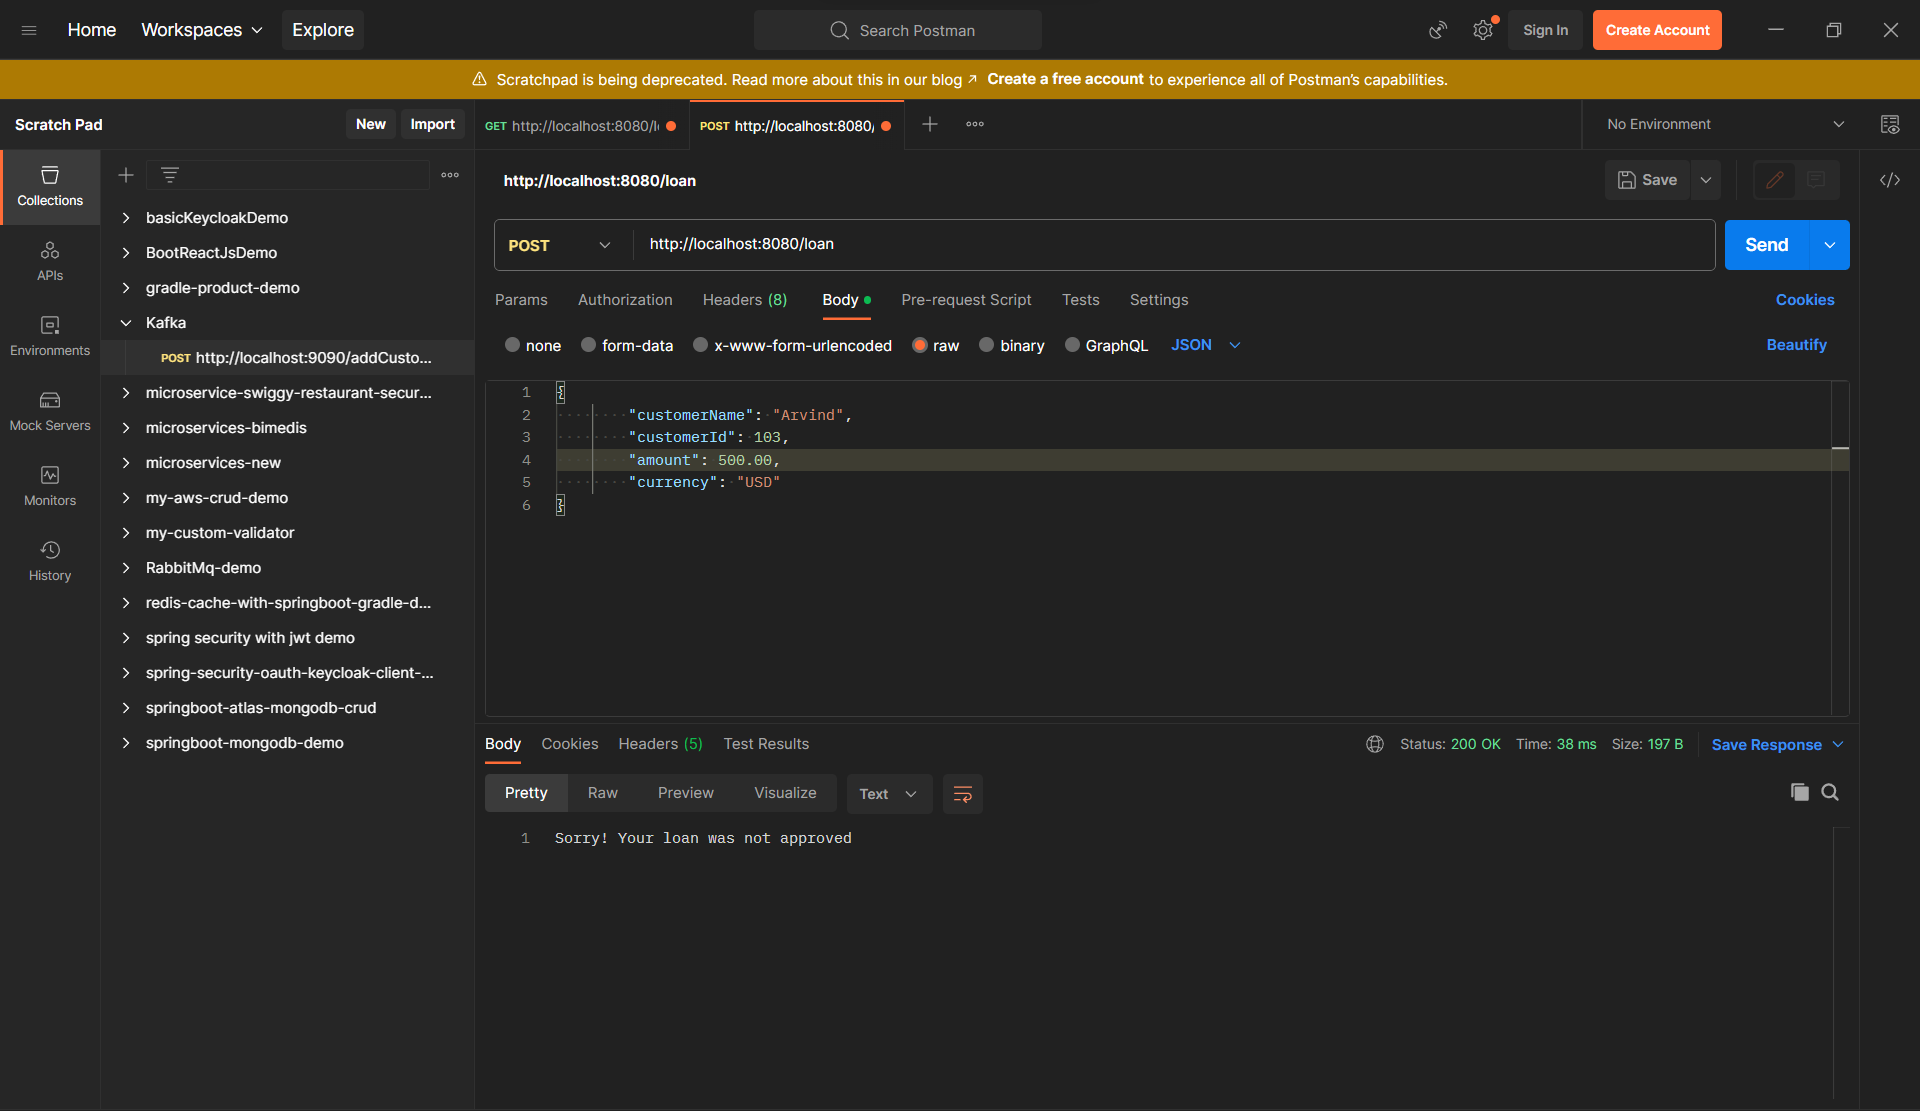 Home Workspaces Explore Search Postman Sign In Create Account
Scratchpad is being deprecated. Read more about this in our blog ↗ Create a free account to experience all of Postman's capabilities.
Scratch Pad New Import GET http://localhost:8080/l POST http://localhost:8080/ No Environment
Collections
APIs
Environments
Mock Servers
Monitors
History
basicKeycloakDemo
BootReactJsDemo
gradle-product-demo
Kafka
POST http://localhost:9090/addCusto...
microservice-swiggy-restaurant-secur...
microservices-bimedis
microservices-new
my-aws-crud-demo
my-custom-validator
RabbitMq-demo
redis-cache-with-springboot-gradle-d...
spring security with jwt demo
spring-security-oauth-keycloak-client-...
springboot-atlas-mongodb-crud
springboot-mongodb-demo
http://localhost:8080/loan Save
POST http://localhost:8080/loan Send
Params Authorization Headers (8) Body Pre-request Script Tests Settings Cookies
none form-data x-www-form-urlencoded raw binary GraphQL JSON Beautify
1 {
2 "customerName": "Arvind",
3 "customerId": 103,
4 "amount": 500.00,
5 "currency": "USD"
6 }
Body Cookies Headers (5) Test Results Status: 200 OK Time: 38 ms Size: 197 B Save Response
Pretty Raw Preview Visualize Text
1 Sorry! Your loan was not approved